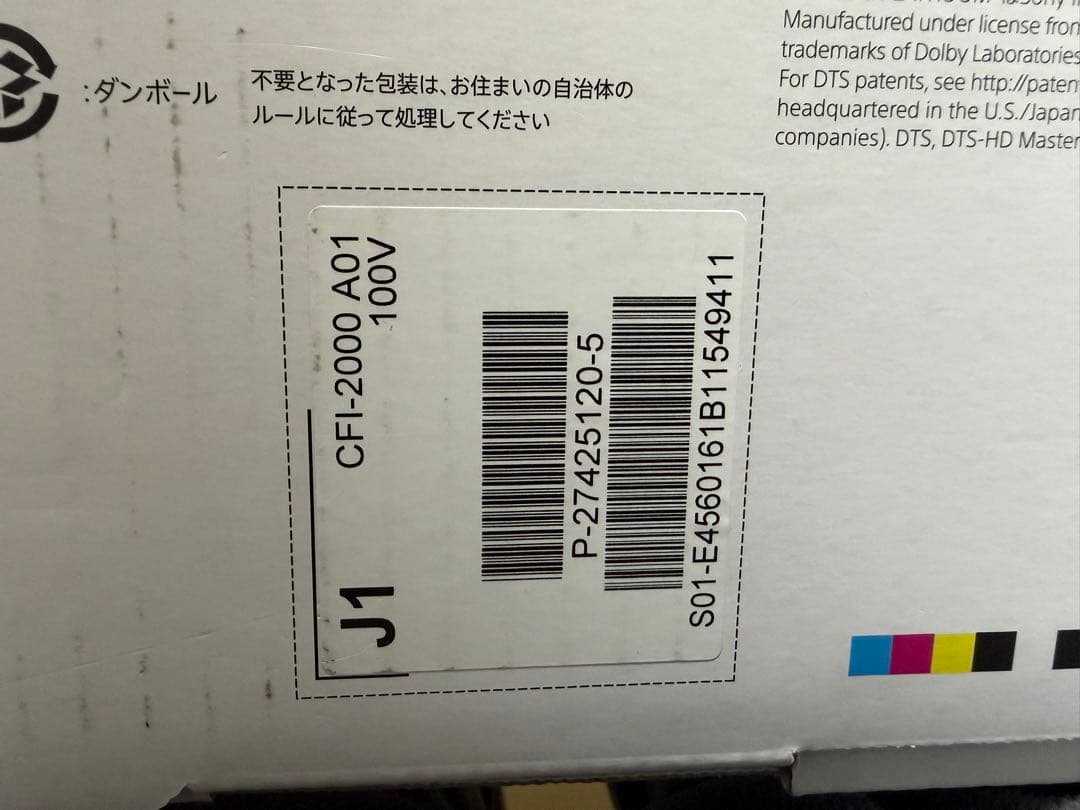 :ダンボール
不要となった包装は、お住まいの自治体の
ルールに従って処理してください
Manufactured under license from
trademarks of Dolby Laboratories
For DTS patents, see http://paten
headquartered in the U.S./Japan
companies). DTS, DTS-HD Master
J1
CFI-2000 A01
100V
P-27425120-5
S01-E4560161B11549411